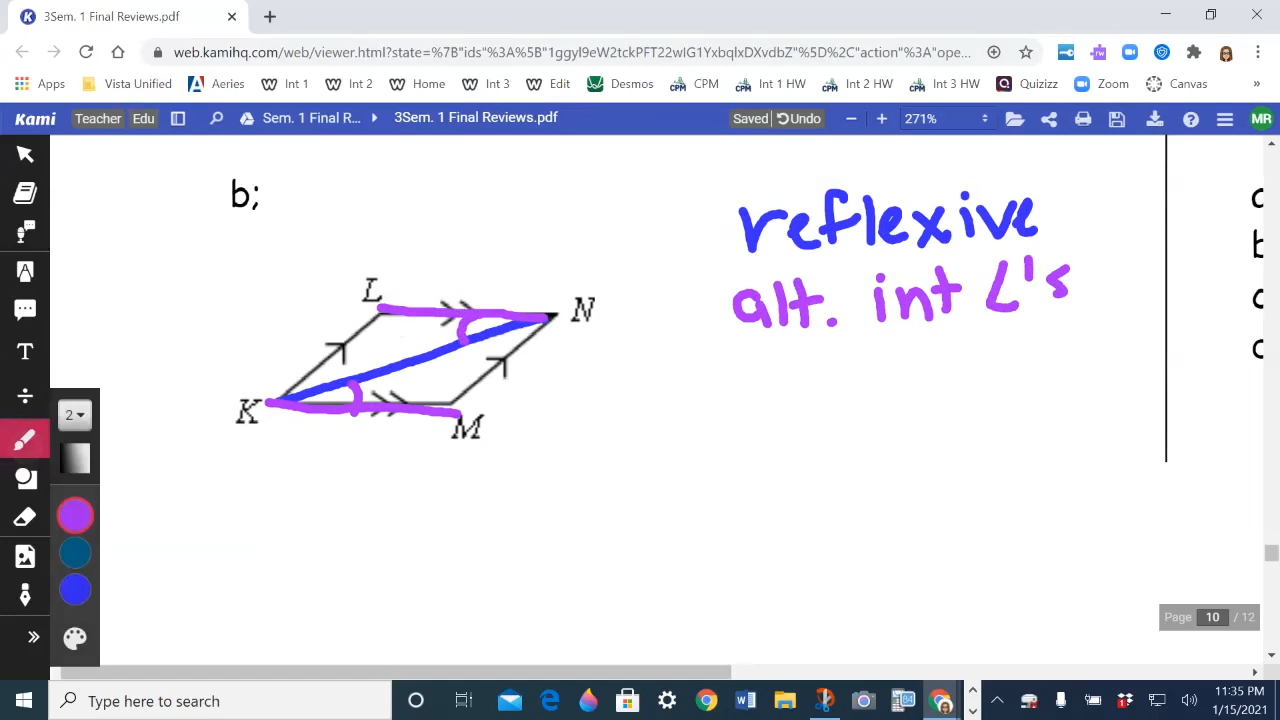 3Sem. 1 Final Reviews.pdf
web.kamihq.com/web/viewer.html?state=%7B"ids"%3A%5B"1ggyI9eW2tckPFT22wIG1YsVqIxDXvdbZ"%5D%2C"action"%3A"ope...
Apps Vista Unified Aeries Int 1 Int 2 Home Int 3 Edit Desmos CPM Int 1 HW Int 2 HW Int 3 HW Quizizz Zoom Canvas »
Kami Teacher Edu Sem. 1 Final R... 3Sem. 1 Final Reviews.pdf Saved Undo 271% MR
b;
reflexive
alt. int ∠'s
L
N
K
M
2
Page 10 / 12
Type here to search
11:35 PM
1/15/2021